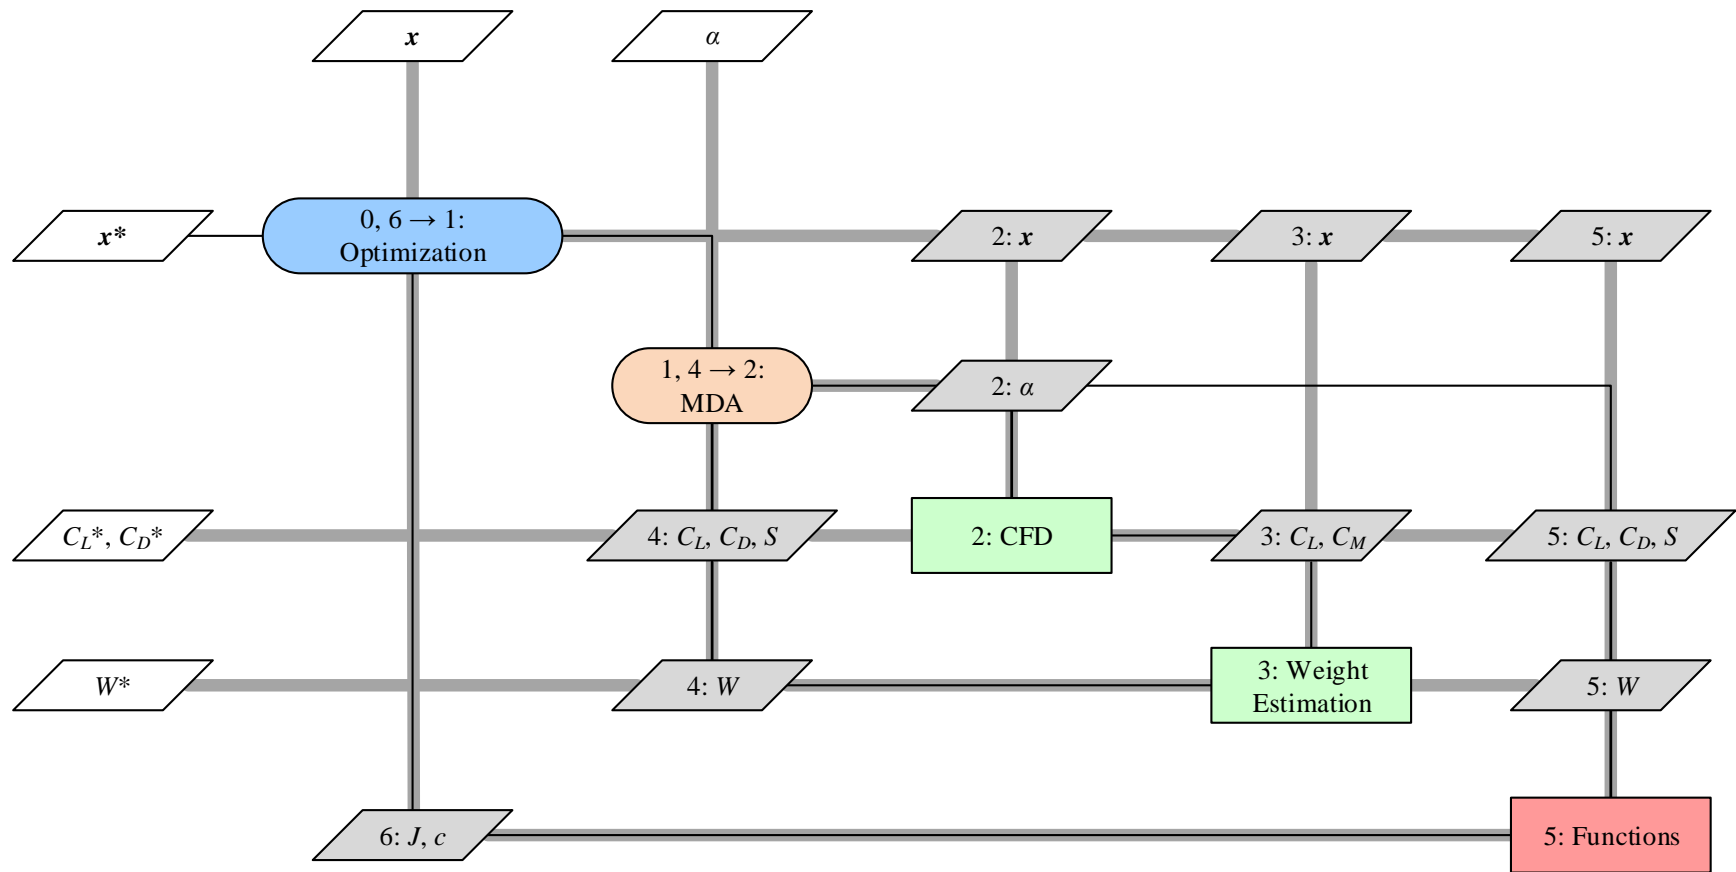 x
α
x*
0, 6 → 1:
Optimization
2: x
3: x
5: x
1, 4 → 2:
MDA
2: α
C_L*, C_D*
4: C_L, C_D, S
2: CFD
3: C_L, C_M
5: C_L, C_D, S
W*
4: W
3: Weight
Estimation
5: W
6: J, c
5: Functions